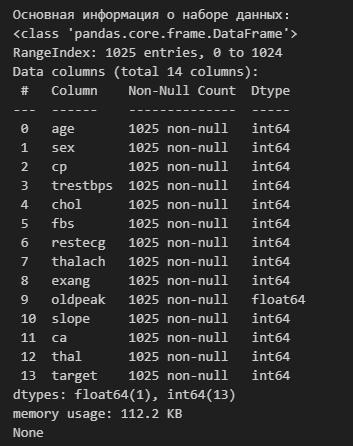 Основная информация о наборе данных:
<class 'pandas.core.frame.DataFrame'>
RangeIndex: 1025 entries, 0 to 1024
Data columns (total 14 columns):
 #   Column    Non-Null Count  Dtype
---  ------    --------------  -----
 0   age       1025 non-null   int64
 1   sex       1025 non-null   int64
 2   cp        1025 non-null   int64
 3   trestbps  1025 non-null   int64
 4   chol      1025 non-null   int64
 5   fbs       1025 non-null   int64
 6   restecg   1025 non-null   int64
 7   thalach   1025 non-null   int64
 8   exang     1025 non-null   int64
 9   oldpeak   1025 non-null   float64
 10  slope     1025 non-null   int64
 11  ca        1025 non-null   int64
 12  thal      1025 non-null   int64
 13  target    1025 non-null   int64
dtypes: float64(1), int64(13)
memory usage: 112.2 KB
None